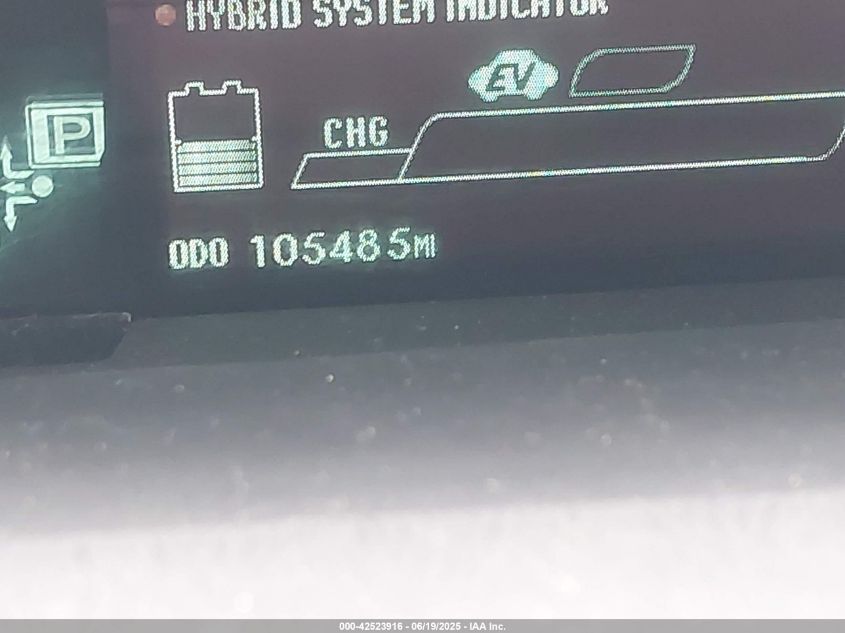 HYBRID SYSTEM INDICATOR
EV
P
CHG
ODO 105485MI
000-42523916 - 06/19/2025 - IAA Inc.